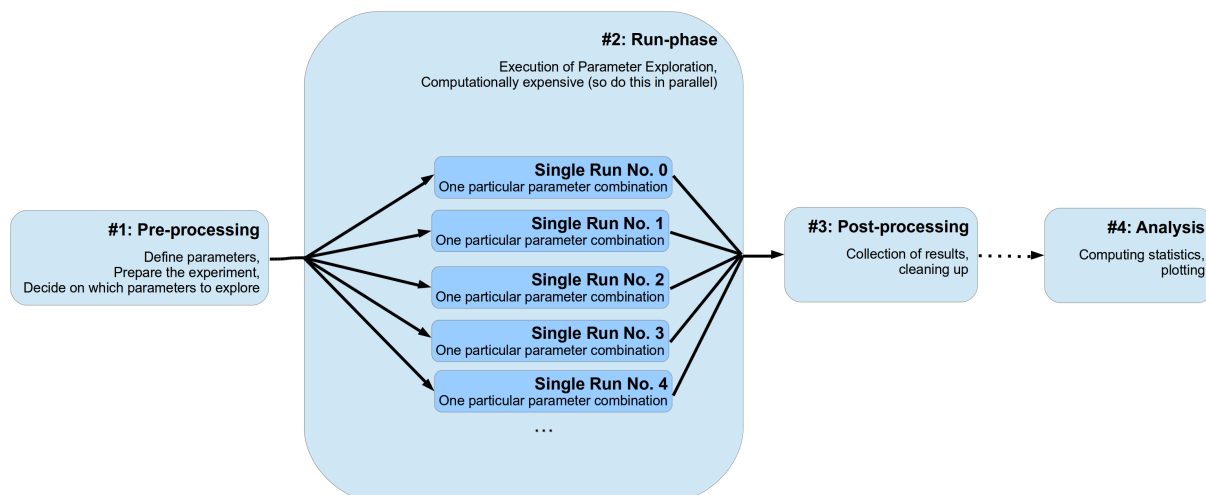 #1: Pre-processing
Define parameters,
Prepare the experiment,
Decide on which parameters to explore
#2: Run-phase
Execution of Parameter Exploration,
Computationally expensive (so do this in parallel)
Single Run No. 0
One particular parameter combination
Single Run No. 1
One particular parameter combination
Single Run No. 2
One particular parameter combination
Single Run No. 3
One particular parameter combination
Single Run No. 4
One particular parameter combination
...
#3: Post-processing
Collection of results,
cleaning up
#4: Analysis
Computing statistics,
plotting